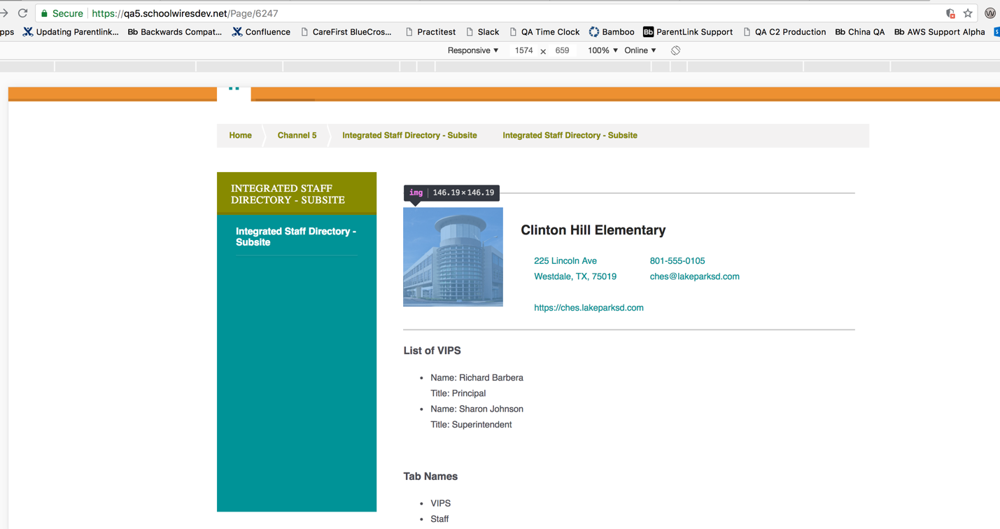 Secure https://qa5.schoolwiresdev.net/Page/6247
Updating Parentlink... Bb Backwards Compat... Confluence CareFirst BlueCros... Practitest Slack QA Time Clock Bamboo Bb ParentLink Support QA C2 Production Bb China QA Bb AWS Support Alpha
Responsive ▼ 1574 × 659 100% ▼ Online ▼
Home Channel 5 Integrated Staff Directory - Subsite Integrated Staff Directory - Subsite
INTEGRATED STAFF
DIRECTORY - SUBSITE
Integrated Staff Directory -
Subsite
img | 146.19 × 146.19
Clinton Hill Elementary
225 Lincoln Ave 801-555-0105
Westdale, TX, 75019 ches@lakeparksd.com
https://ches.lakeparksd.com
List of VIPS
• Name: Richard Barbera
Title: Principal
• Name: Sharon Johnson
Title: Superintendent
Tab Names
• VIPS
• Staff